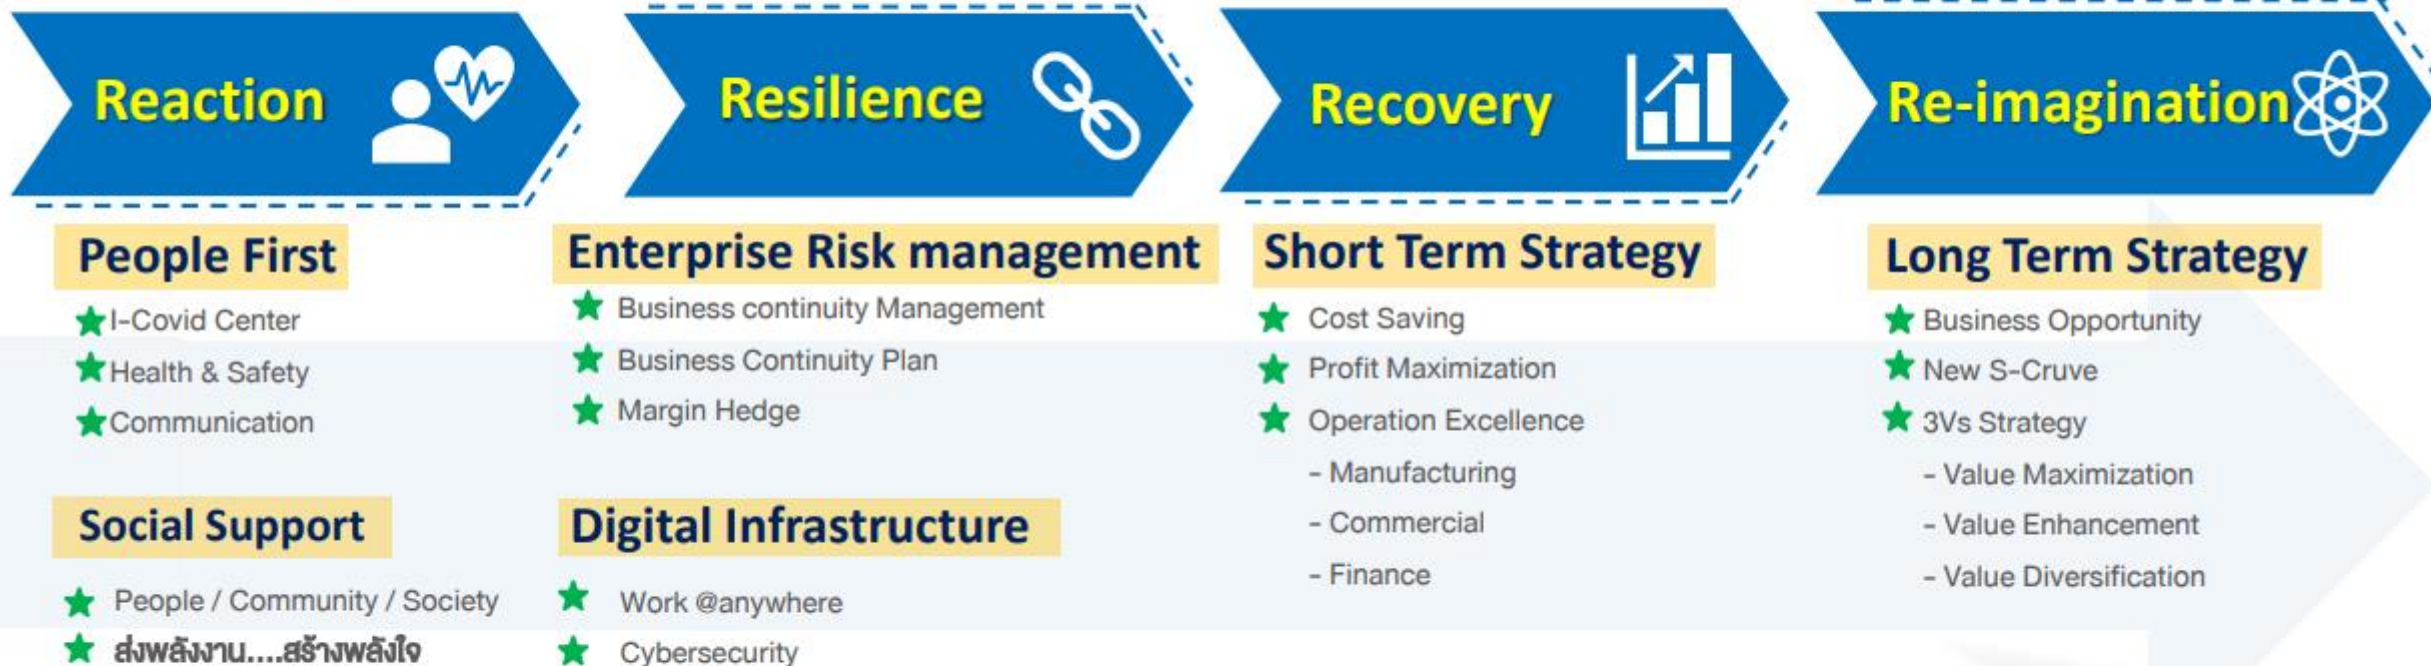 Reaction
People First
I-Covid Center
Health & Safety
Communication
Social Support
People / Community / Society
ส่งพลังงาน....สร้างพลังใจ
Resilience
Enterprise Risk management
Business continuity Management
Business Continuity Plan
Margin Hedge
Digital Infrastructure
Work @anywhere
Cybersecurity
Recovery
Short Term Strategy
Cost Saving
Profit Maximization
Operation Excellence
- Manufacturing
- Commercial
- Finance
Re-imagination
Long Term Strategy
Business Opportunity
New S-Cruve
3Vs Strategy
- Value Maximization
- Value Enhancement
- Value Diversification